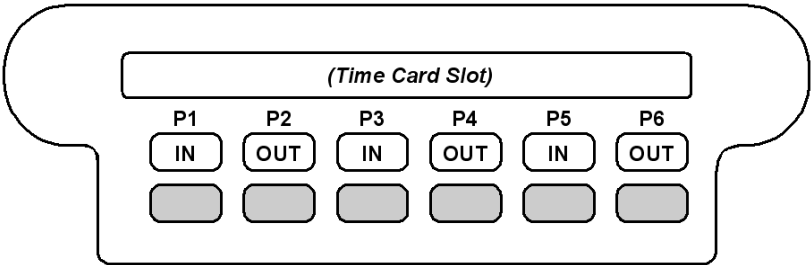 (Time Card Slot)
P1 P2 P3 P4 P5 P6
IN OUT IN OUT IN OUT